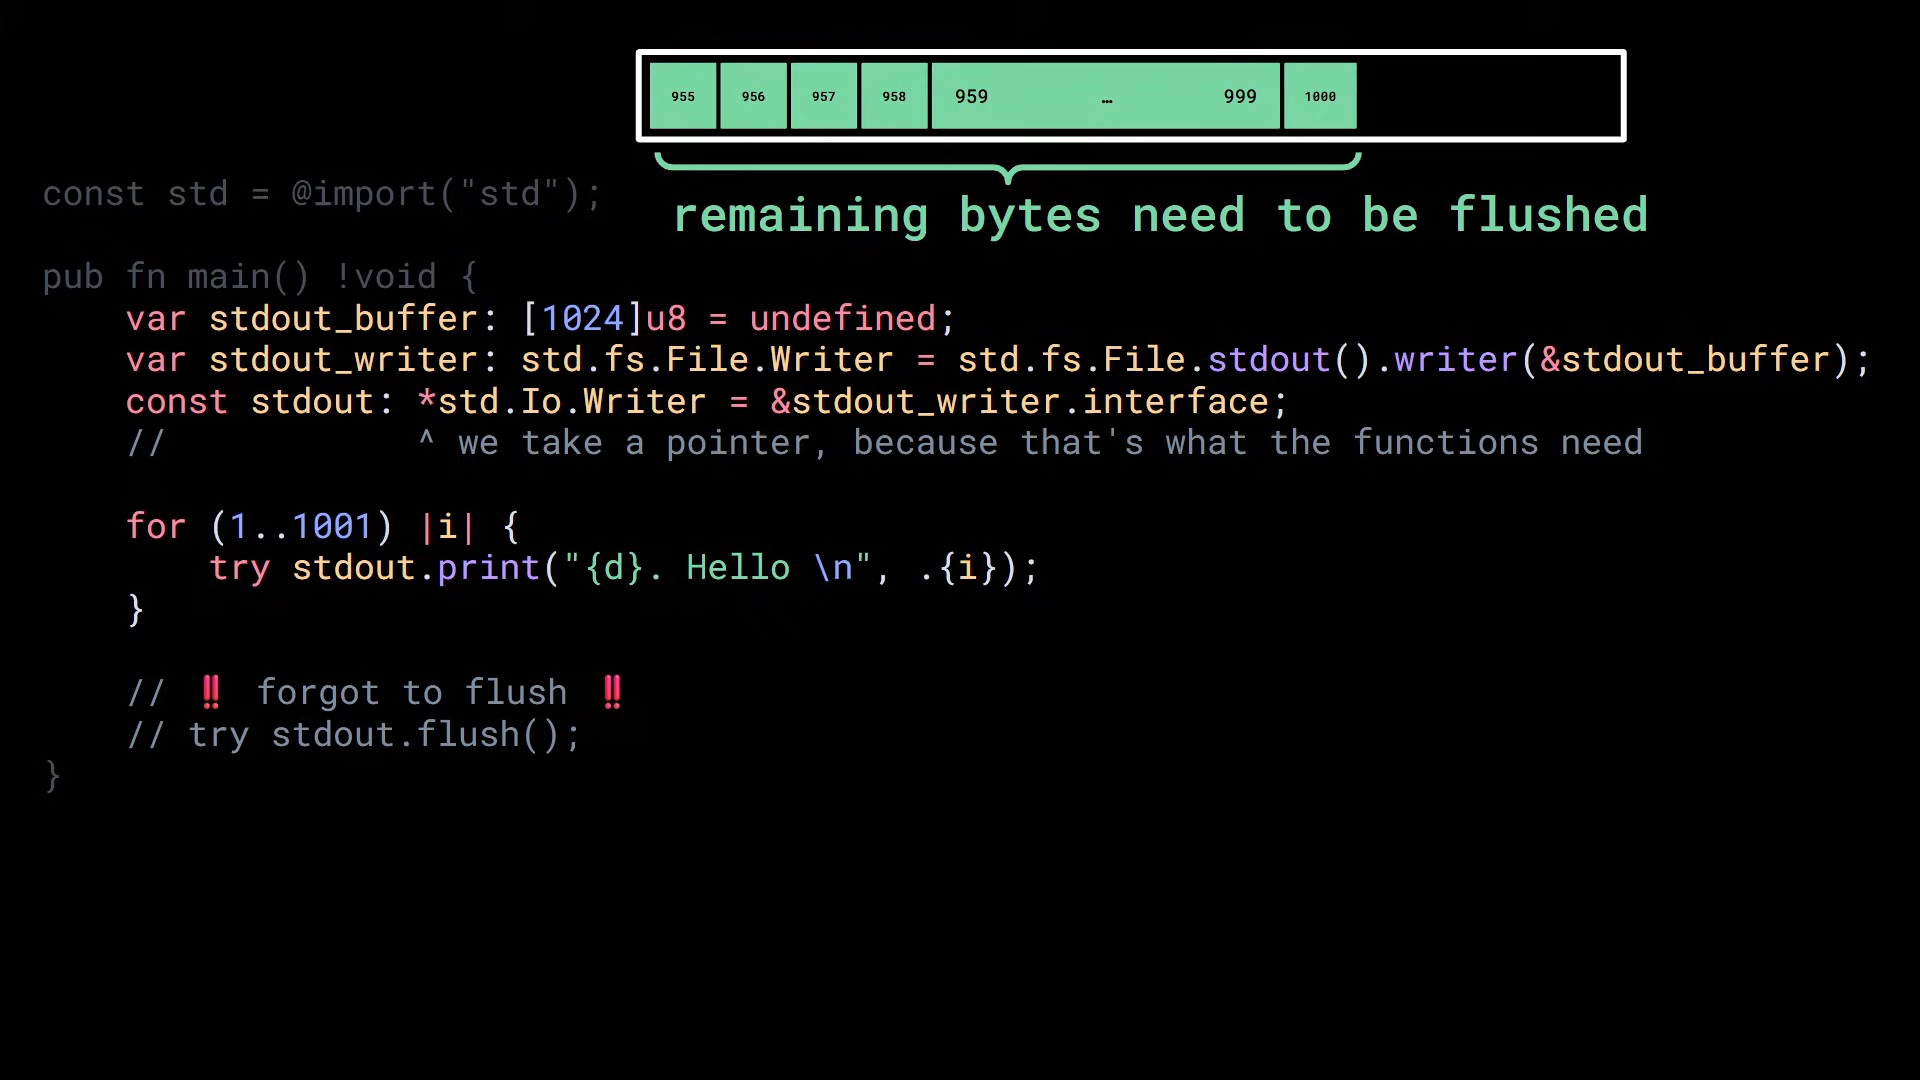 955 956 957 958 959 … 999 1000
remaining bytes need to be flushed
const std = @import("std");
pub fn main() !void {
    var stdout_buffer: [1024]u8 = undefined;
    var stdout_writer: std.fs.File.Writer = std.fs.File.stdout().writer(&stdout_buffer);
    const stdout: *std.Io.Writer = &stdout_writer.interface;
    //            ^ we take a pointer, because that's what the functions need
    for (1..1001) |i| {
        try stdout.print("{d}. Hello \n", .{i});
    }
    // ‼ forgot to flush ‼
    // try stdout.flush();
}